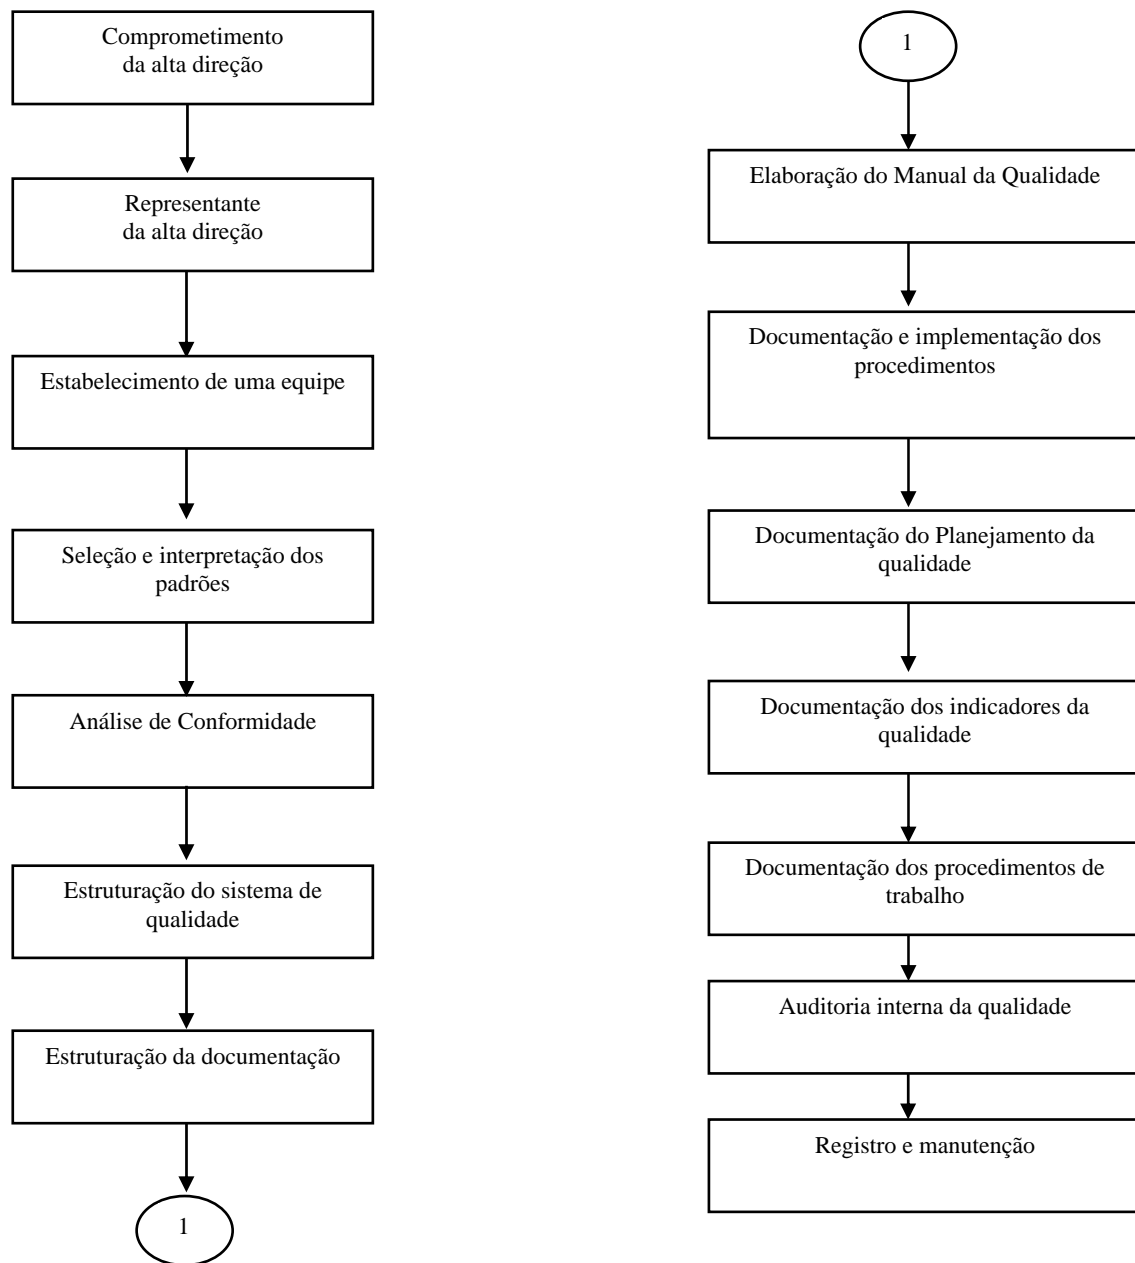 Comprometimento
da alta direção
Representante
da alta direção
Estabelecimento de uma equipe
Seleção e interpretação dos
padrões
Análise de Conformidade
Estruturação do sistema de
qualidade
Estruturação da documentação
1
1
Elaboração do Manual da Qualidade
Documentação e implementação dos
procedimentos
Documentação do Planejamento da
qualidade
Documentação dos indicadores da
qualidade
Documentação dos procedimentos de
trabalho
Auditoria interna da qualidade
Registro e manutenção